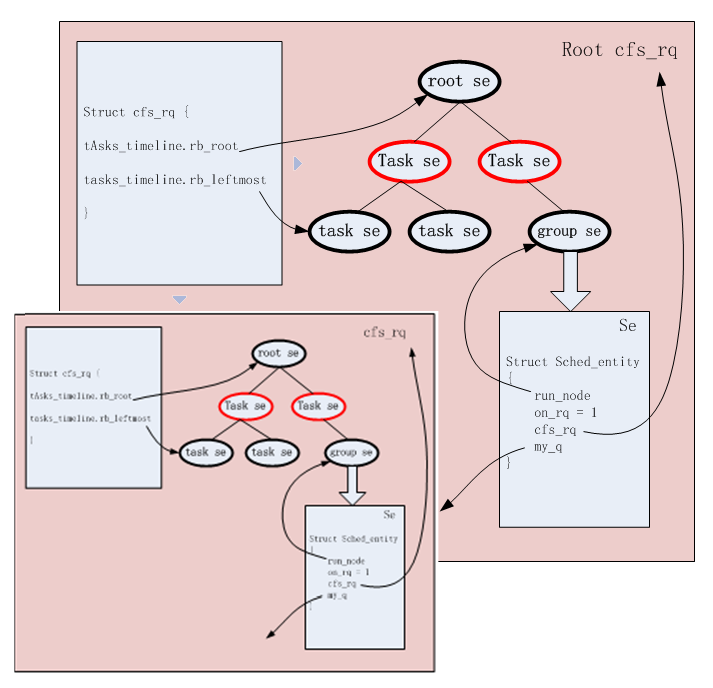 Root cfs_rq
root se
Struct cfs_rq {
tAsks_timeline.rb_root
Task se
Task se
tasks_timeline.rb_leftmost
}
task se
task se
group se
Se
Struct Sched_entity
{
run_node
on_rq = 1
cfs_rq
my_q
}
cfs_rq
root se
Struct cfs_rq {
tAsks_timeline.rb_root
Task se
Task se
tasks_timeline.rb_leftmost
}
task se
task se
group se
Se
Struct Sched_entity
{
run_node
on_rq = 1
cfs_rq
my_q
}